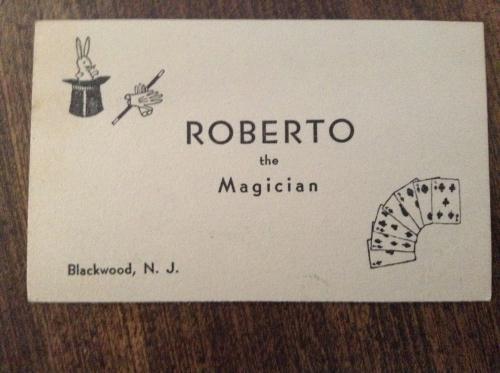 ROBERTO
the
Magician
Blackwood, N. J.